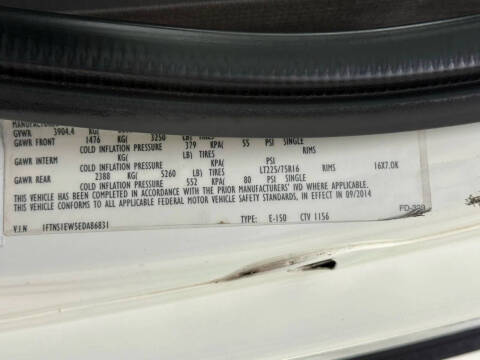 GVWR 3904.4 KG(
GAWR FRONT 1476 KG( 3250 LB) TIRES
COLD INFLATION PRESSURE 379 KPA( 55 PSI SINGLE
GAWR INTERM KG( LB) TIRES RIMS
COLD INFLATION PRESSURE KPA( PSI
GAWR REAR 2388 KG( 5260 LB) TIRES LT225/75R16 RIMS 16X7.0K
COLD INFLATION PRESSURE 552 KPA( 80 PSI SINGLE
THIS VEHICLE HAS BEEN COMPLETED IN ACCORDANCE WITH THE PRIOR MANUFACTURERS' IVD WHERE APPLICABLE.
THIS VEHICLE CONFORMS TO ALL APPLICABLE FEDERAL MOTOR VEHICLE SAFETY STANDARDS, IN EFFECT IN 09/2014
PD-339
V.I.N 1FTNS1EW5EDA86831 TYPE: E-150 CTV 1156